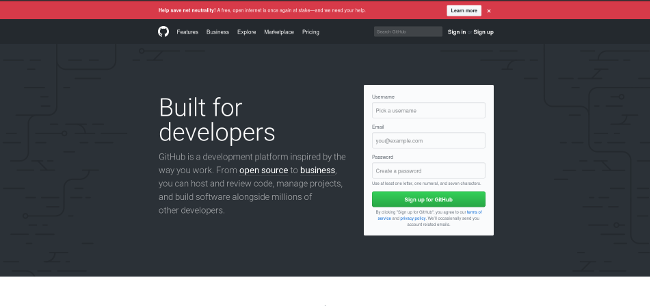 Help save net neutrality! A free, open internet is once again at stake—and we need your help.
Learn more ×
Features Business Explore Marketplace Pricing Search GitHub Sign in or Sign up
Built for
developers
GitHub is a development platform inspired by the
way you work. From open source to business,
you can host and review code, manage projects,
and build software alongside millions of
other developers.
Username
Pick a username
Email
you@example.com
Password
Create a password
Use at least one letter, one numeral, and seven characters.
Sign up for GitHub
By clicking "Sign up for GitHub", you agree to our terms of
service and privacy policy. We'll occasionally send you
account related emails.